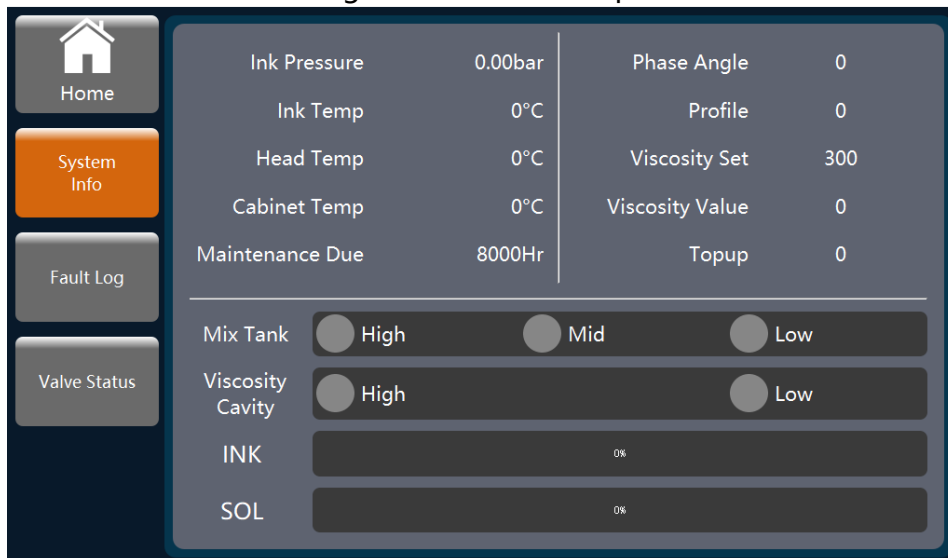 Home
System
Info
Fault Log
Valve Status
Ink Pressure 0.00bar Phase Angle 0
Ink Temp 0°C Profile 0
Head Temp 0°C Viscosity Set 300
Cabinet Temp 0°C Viscosity Value 0
Maintenance Due 8000Hr Topup 0
Mix Tank High Mid Low
Viscosity
Cavity High Low
INK 0%
SOL 0%